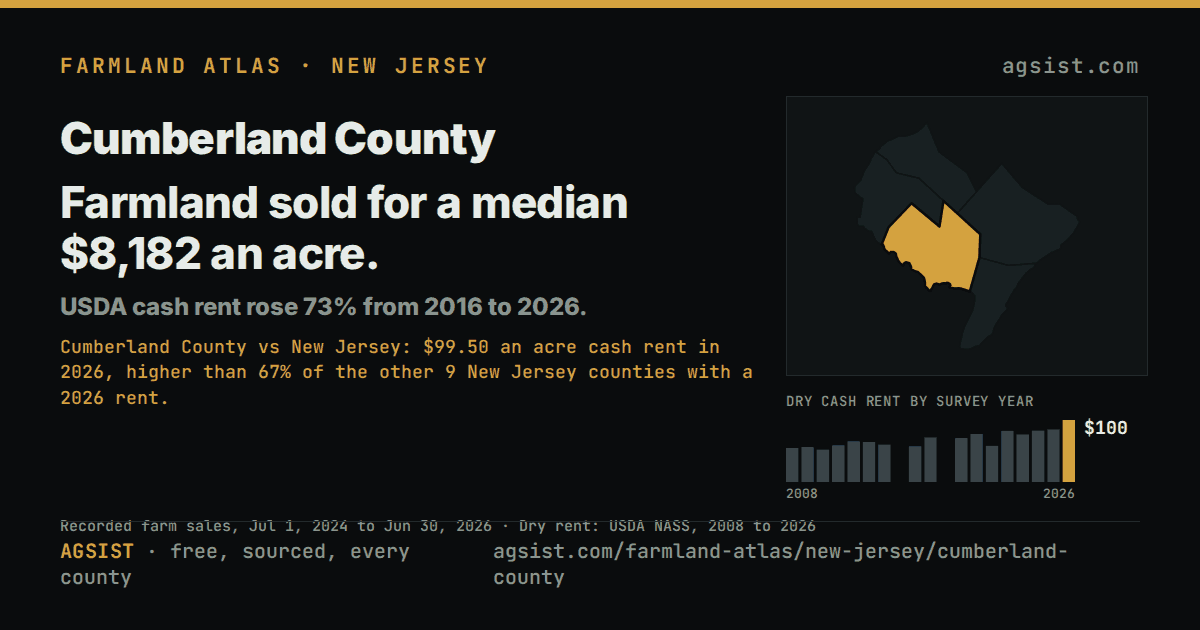 FARMLAND ATLAS · NEW JERSEY
agsist.com
Cumberland County
Farmland sold for a median
$8,182 an acre.
USDA cash rent rose 73% from 2016 to 2026.
Cumberland County vs New Jersey: $99.50 an acre cash rent in
2026, higher than 67% of the other 9 New Jersey counties with a
2026 rent.
DRY CASH RENT BY SURVEY YEAR
$100
2008
2026
Recorded farm sales, Jul 1, 2024 to Jun 30, 2026 · Dry rent: USDA NASS, 2008 to 2026
AGSIST · free, sourced, every
county
agsist.com/farmland-atlas/new-jersey/cumberland-
county